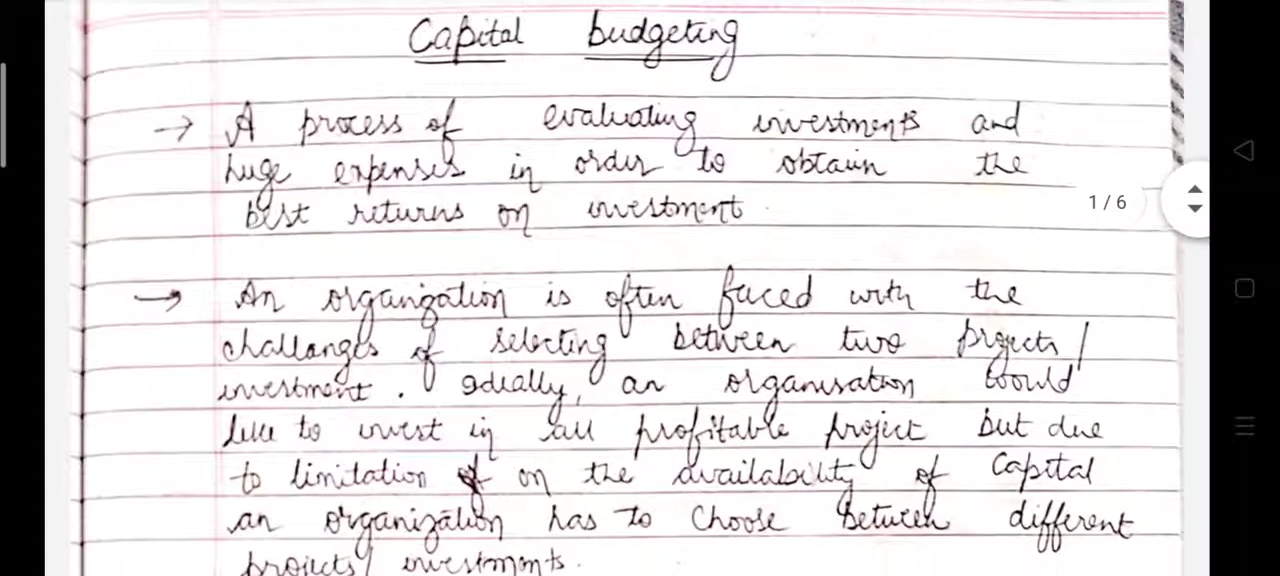 Capital budgeting
→ A process of evaluating investments and
huge expenses in order to obtain the
best returns on investment.
1 / 6
→ An organization is often faced with the
challanges of selecting between two projects /
investment. Ideally, an organisation would
like to invest in all profitable project but due
to limitation on the availability of Capital
an organization has to choose between different
projects / investments.